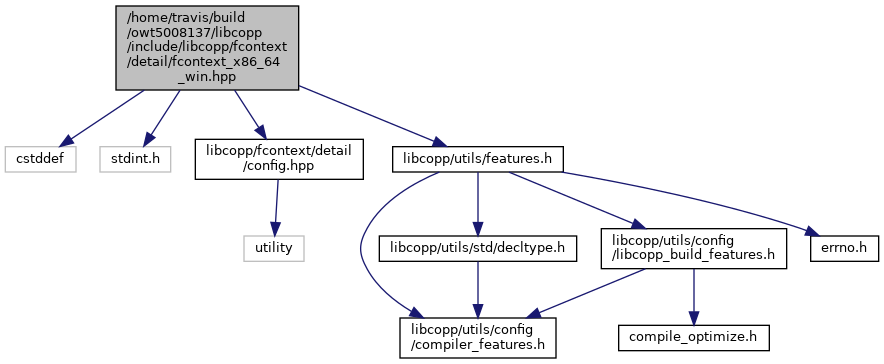 /home/travis/build
/owt5008137/libcopp
/include/libcopp/fcontext
/detail/fcontext_x86_64
_win.hpp
cstddef
stdint.h
libcopp/fcontext/detail
/config.hpp
libcopp/utils/features.h
utility
libcopp/utils/std/decltype.h
libcopp/utils/config
/libcopp_build_features.h
errno.h
libcopp/utils/config
/compiler_features.h
compile_optimize.h